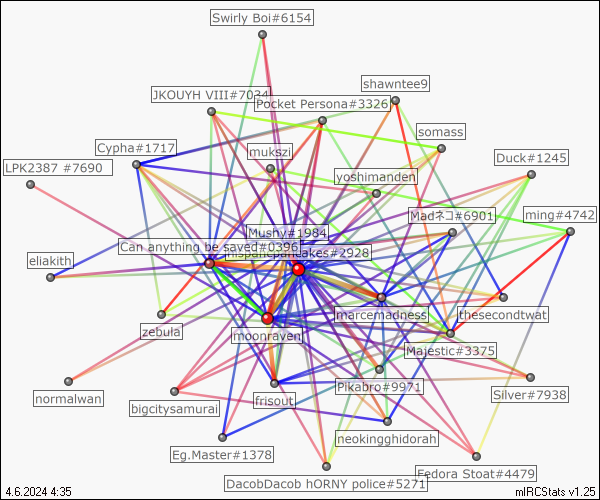 Swirly Boi#6154
shawntee9
JKOUYH VIII#7034
Pocket Persona#3326
somass
Cypha#1717
mukszi
Duck#1245
LPK2387 #7690
yoshimanden
Madネコ#6901
ming#4742
Mushy#1984
Can anything be saved#0396
mispancpancakes#2928
eliakith
zebula
moonraven
marcemadness
thesecondtwat
Majestic#3375
normalwan
bigcitysamurai
frisout
Pikabro#9971
Silver#7938
neokingghidorah
Eg.Master#1378
Fedora Stoat#4479
DacobDacob hORNY police#5271
4.6.2024 4:35
mIRCStats v1.25